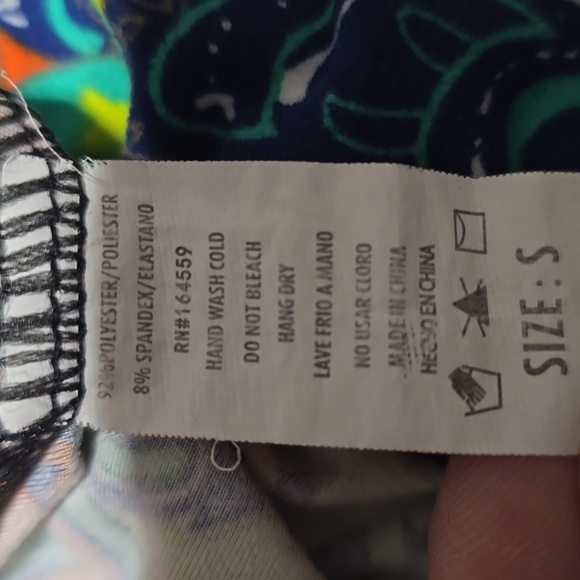 92%POLYESTER/POLIESTER
8% SPANDEX/ELASTANO
RN#164559
HAND WASH COLD
DO NOT BLEACH
HANG DRY
LAVE FRIO A MANO
NO USAR CLORO
MADE IN CHINA
HECHO EN CHINA
SIZE: S